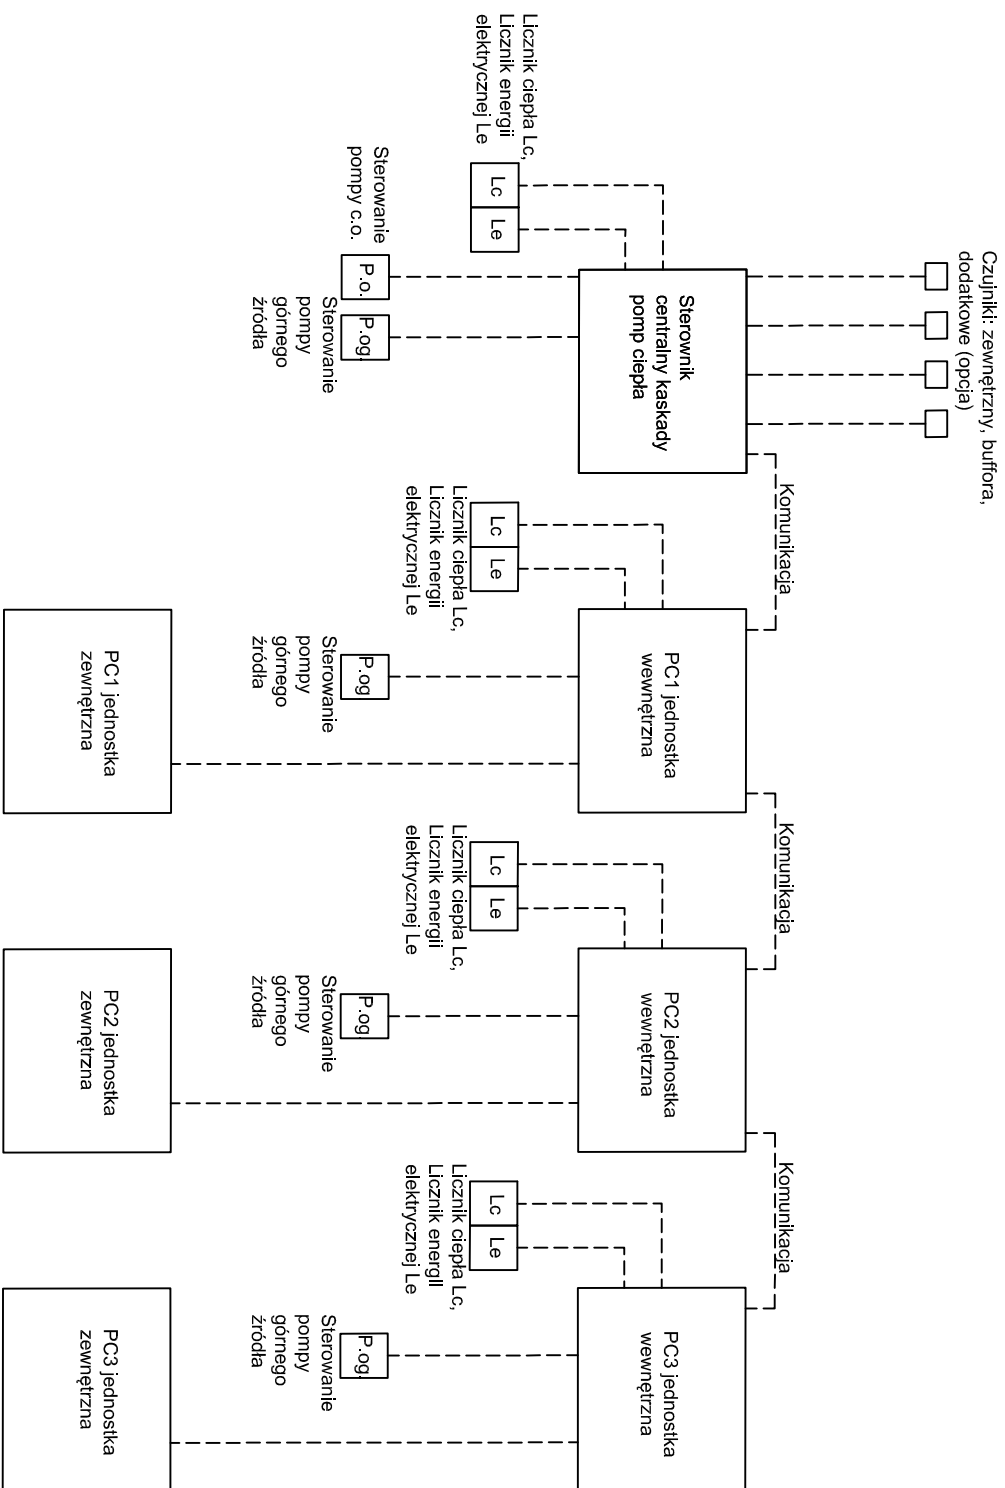 Czujniki: zewnętrzny, buffora,
dodatkowe (opcja)
Komunikacja
Komunikacja
Komunikacja
Sterownik
centralny kaskady
pomp ciepła
PC1 jednostka
wewnętrzna
PC2 jednostka
wewnętrzna
PC3 jednostka
wewnętrzna
Licznik ciepła Lc,
Licznik energii
elektrycznej Le
Lc
Le
Licznik ciepła Lc,
Licznik energii
elektrycznej Le
Lc
Le
Licznik ciepła Lc,
Licznik energii
elektrycznej Le
Lc
Le
Licznik ciepła Lc,
Licznik energii
elektrycznej Le
Lc
Le
Sterowanie
pompy c.o.
P.o.
P.og.
Sterowanie
pompy
górnego
źródła
P.og
Sterowanie
pompy
górnego
źródła
P.og.
Sterowanie
pompy
górnego
źródła
P.og.
Sterowanie
pompy
górnego
źródła
PC1 jednostka
zewnętrzna
PC2 jednostka
zewnętrzna
PC3 jednostka
zewnętrzna